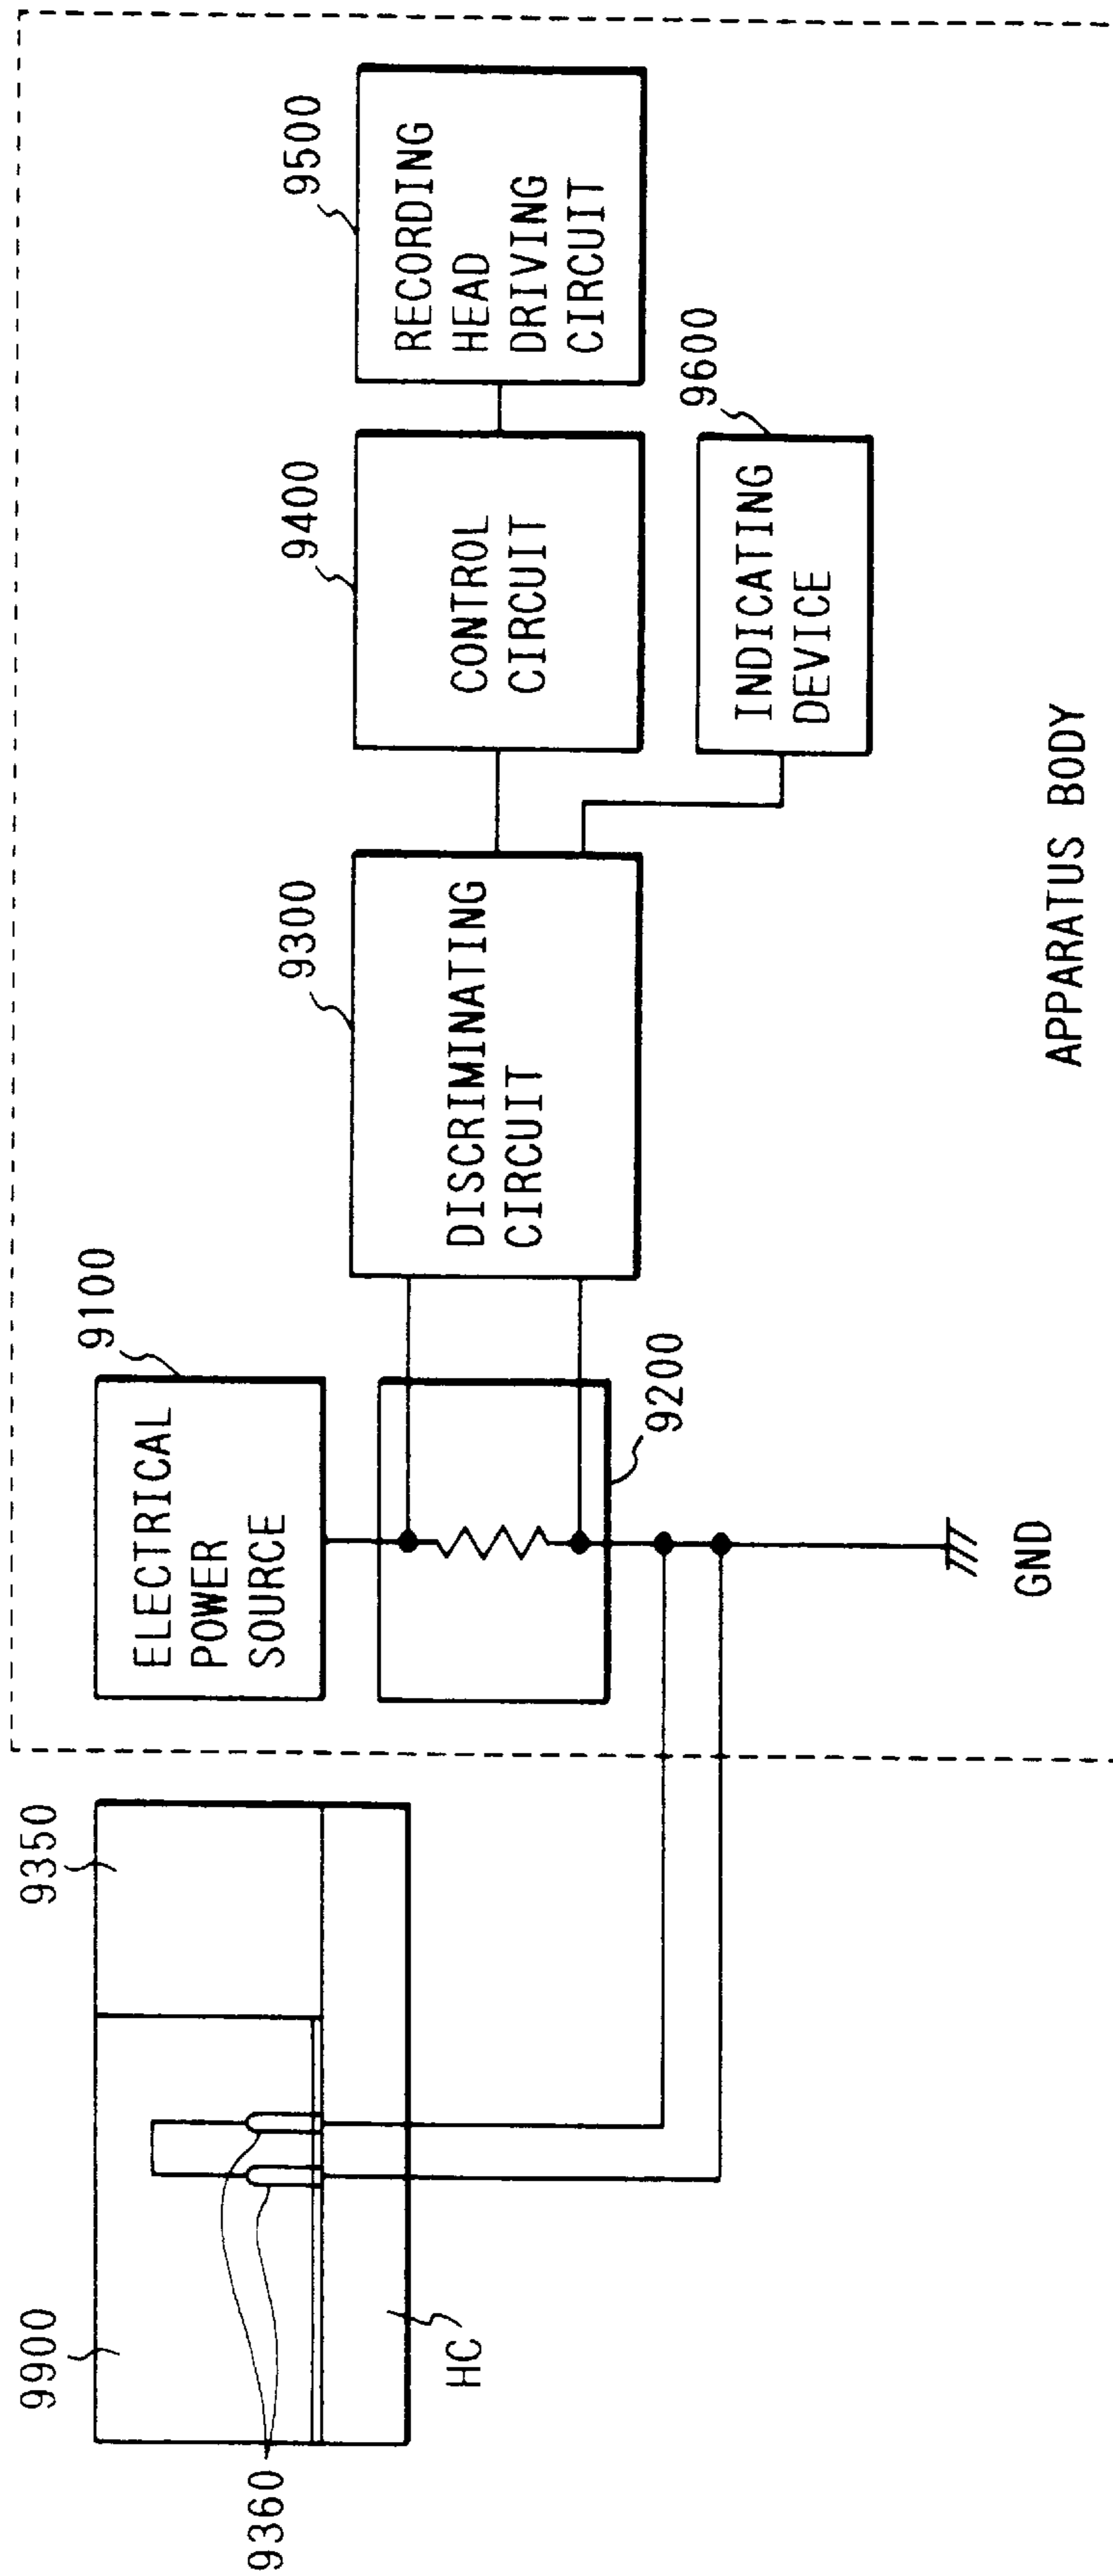 9900
9350
9360
HC
9100
ELECTRICAL
POWER
SOURCE
9200
GND
9300
DISCRIMINATING
CIRCUIT
9400
CONTROL
CIRCUIT
9500
RECORDING
HEAD
DRIVING
CIRCUIT
9600
INDICATING
DEVICE
APPARATUS BODY